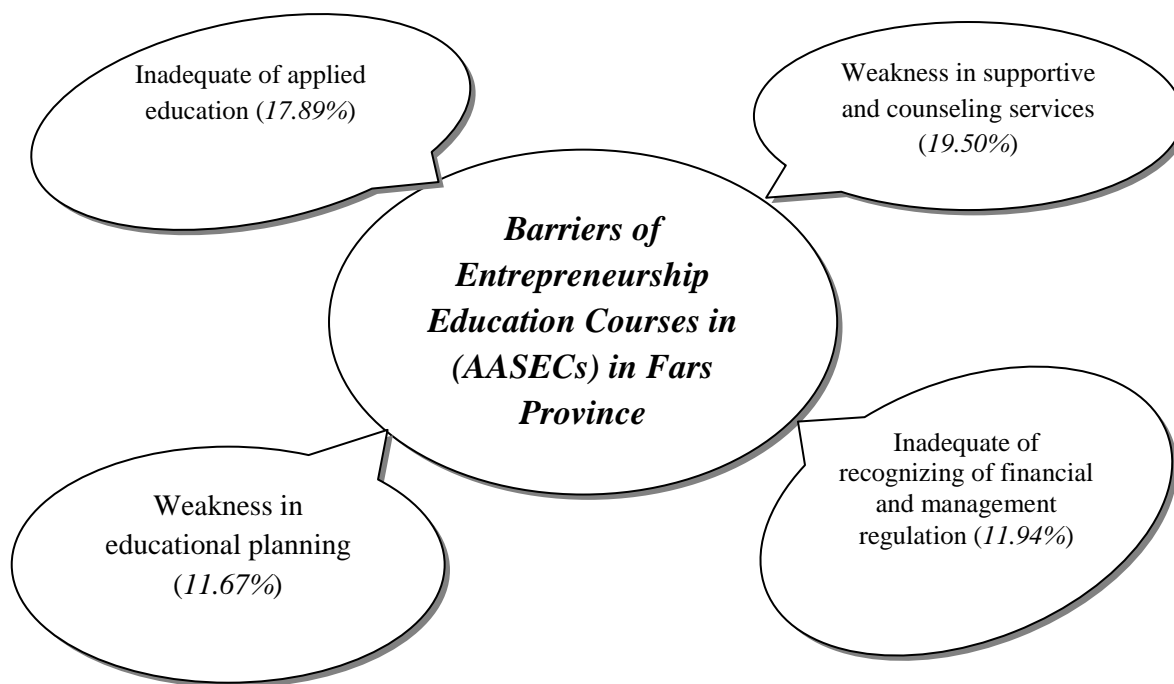 Inadequate of applied
education (17.89%)
Weakness in supportive
and counseling services
(19.50%)
Barriers of
Entrepreneurship
Education Courses in
(AASECs) in Fars
Province
Weakness in
educational planning
(11.67%)
Inadequate of
recognizing of financial
and management
regulation (11.94%)